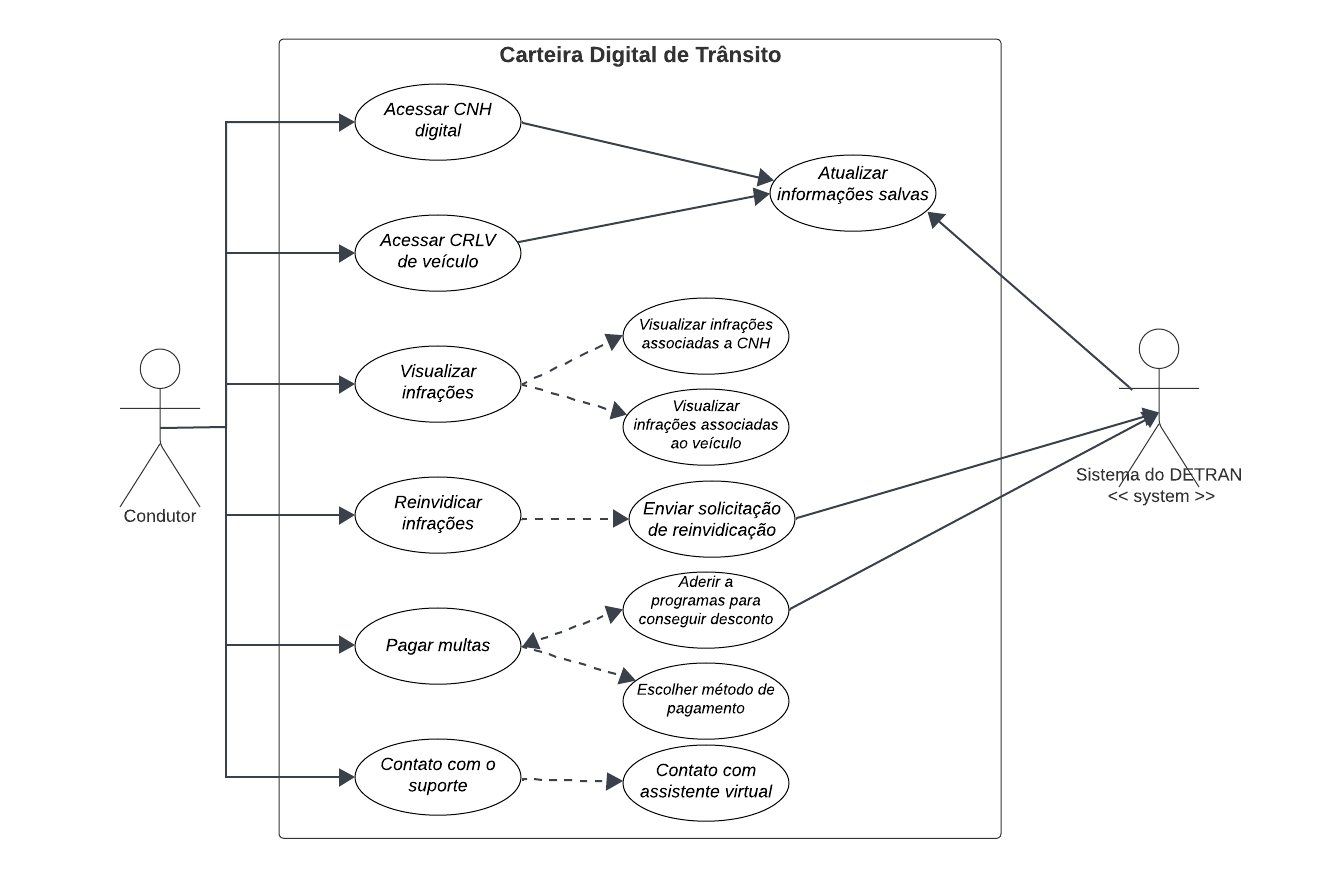 Carteira Digital de Trânsito
Acessar CNH
digital
Atualizar
informações salvas
Acessar CRLV
de veículo
Visualizar infrações
associadas a CNH
Visualizar
infrações
Visualizar
infrações associadas
ao veículo
Condutor
Sistema do DETRAN
<< system >>
Reinvidicar
infrações
Enviar solicitação
de reinvidicação
Aderir a
programas para
conseguir desconto
Pagar multas
Escolher método de
pagamento
Contato com o
suporte
Contato com
assistente virtual